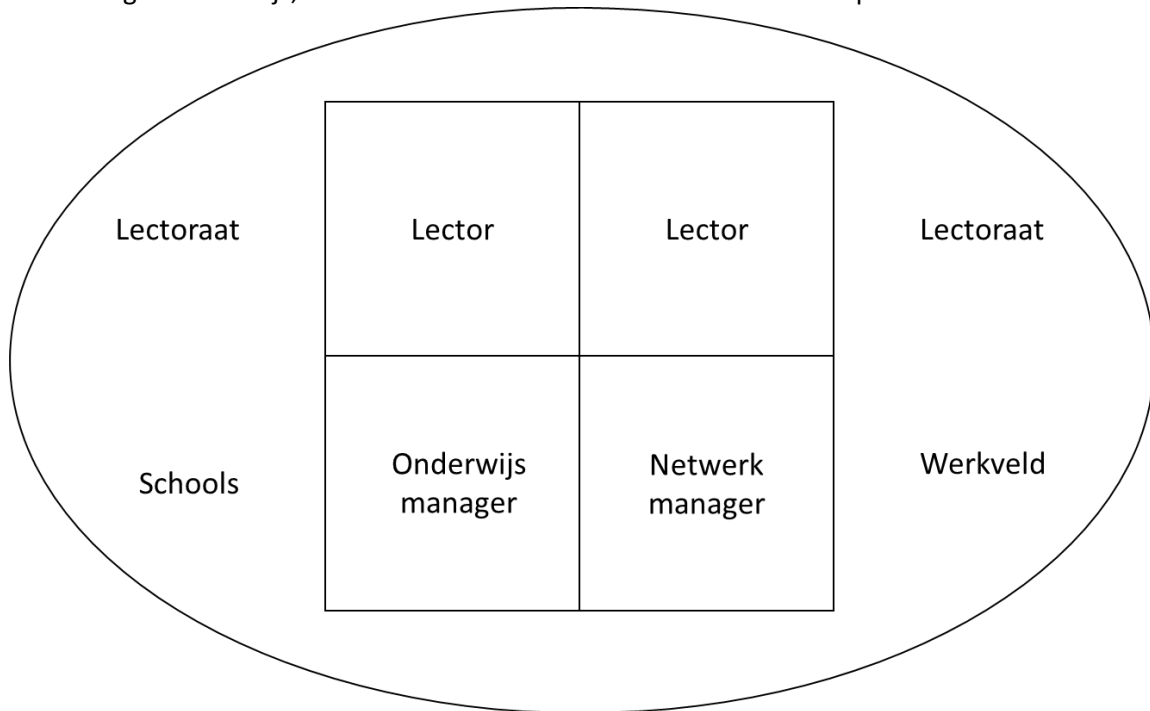 Lectoraat
Lector
Lector
Lectoraat
Schools
Onderwijs
manager
Netwerk
manager
Werkveld